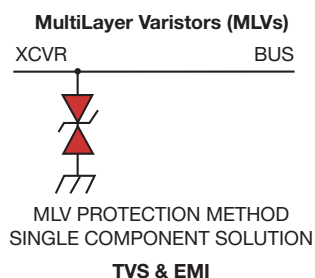 MultiLayer Varistors (MLVs)
XCVR BUS
MLV PROTECTION METHOD
SINGLE COMPONENT SOLUTION
TVS & EMI